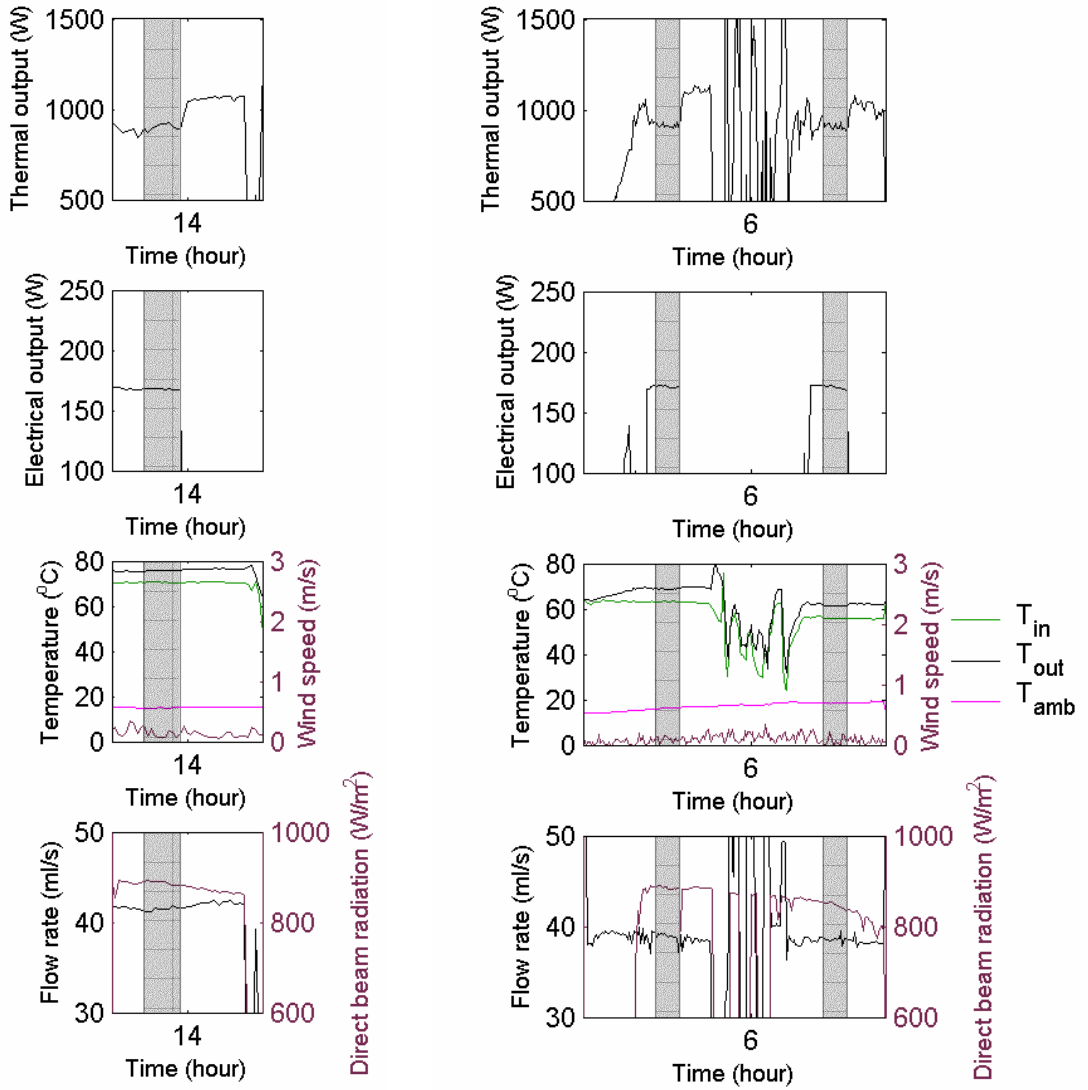 Thermal output (W)
1500
1000
500
14
Time (hour)
Thermal output (W)
1500
1000
500
6
Time (hour)
Electrical output (W)
250
200
150
100
14
Time (hour)
Electrical output (W)
250
200
150
100
6
Time (hour)
Temperature (⁰C)
80
60
40
20
0
14
Time (hour)
3
2
1
0
Wind speed (m/s)
Temperature (⁰C)
80
60
40
20
0
6
Time (hour)
3
2
1
0
Wind speed (m/s)
T_in
T_out
T_amb
Flow rate (ml/s)
50
40
30
14
Time (hour)
1000
800
600
Direct beam radiation (W/m²)
Flow rate (ml/s)
50
45
40
35
30
6
Time (hour)
1000
800
600
Direct beam radiation (W/m²)